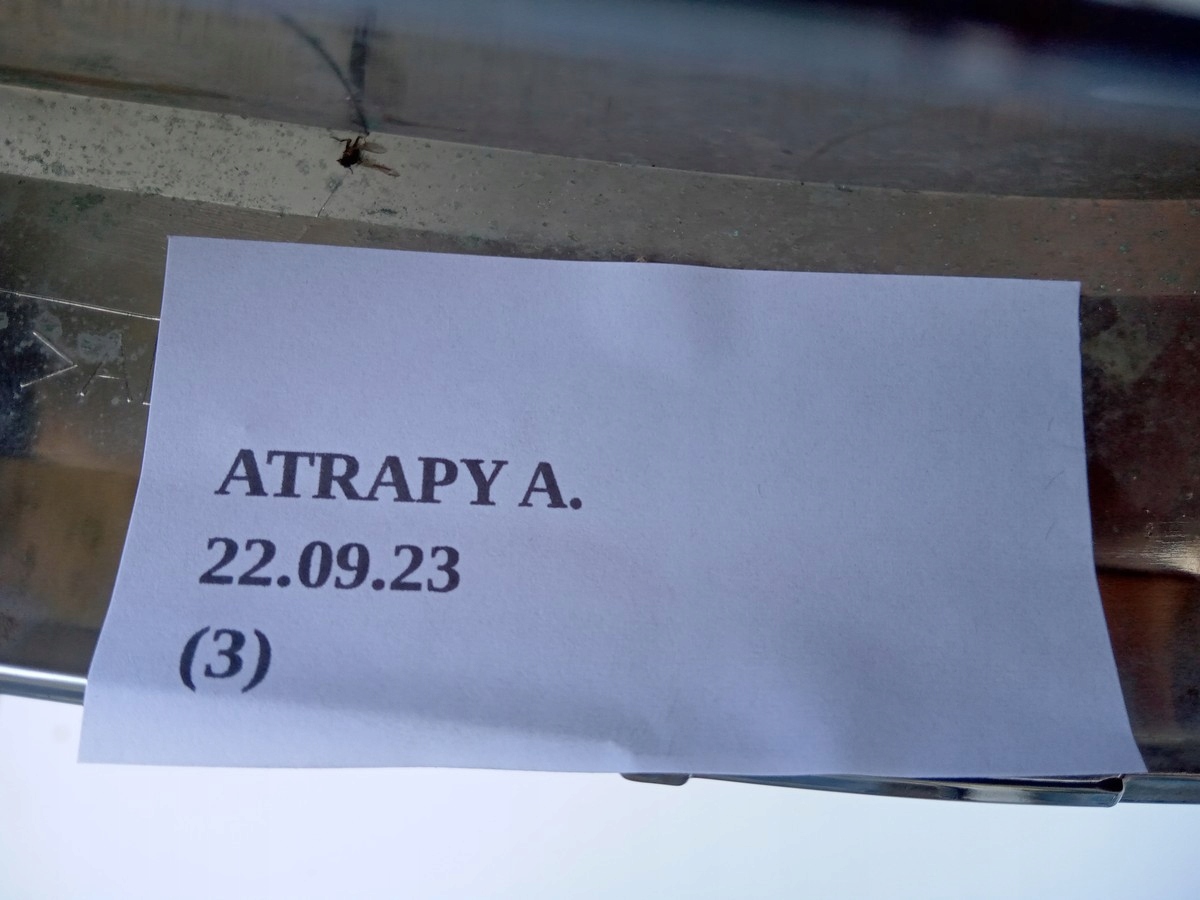 ATRAPY A.
22.09.23
(3)